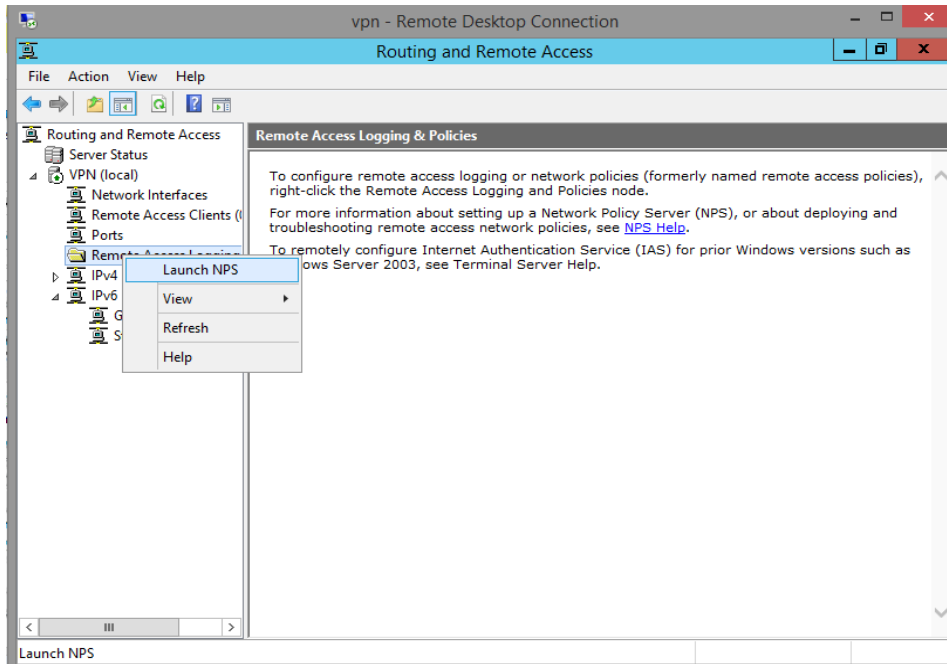 vpn - Remote Desktop Connection
Routing and Remote Access
File Action View Help
Routing and Remote Access
Server Status
VPN (local)
Network Interfaces
Remote Access Clients (
Ports
Remote Access Logging
IPv4
IPv6
G
S
Launch NPS
View
Refresh
Help
Remote Access Logging & Policies
To configure remote access logging or network policies (formerly named remote access policies),
right-click the Remote Access Logging and Policies node.
For more information about setting up a Network Policy Server (NPS), or about deploying and
troubleshooting remote access network policies, see NPS Help.
To remotely configure Internet Authentication Service (IAS) for prior Windows versions such as
ows Server 2003, see Terminal Server Help.
Launch NPS